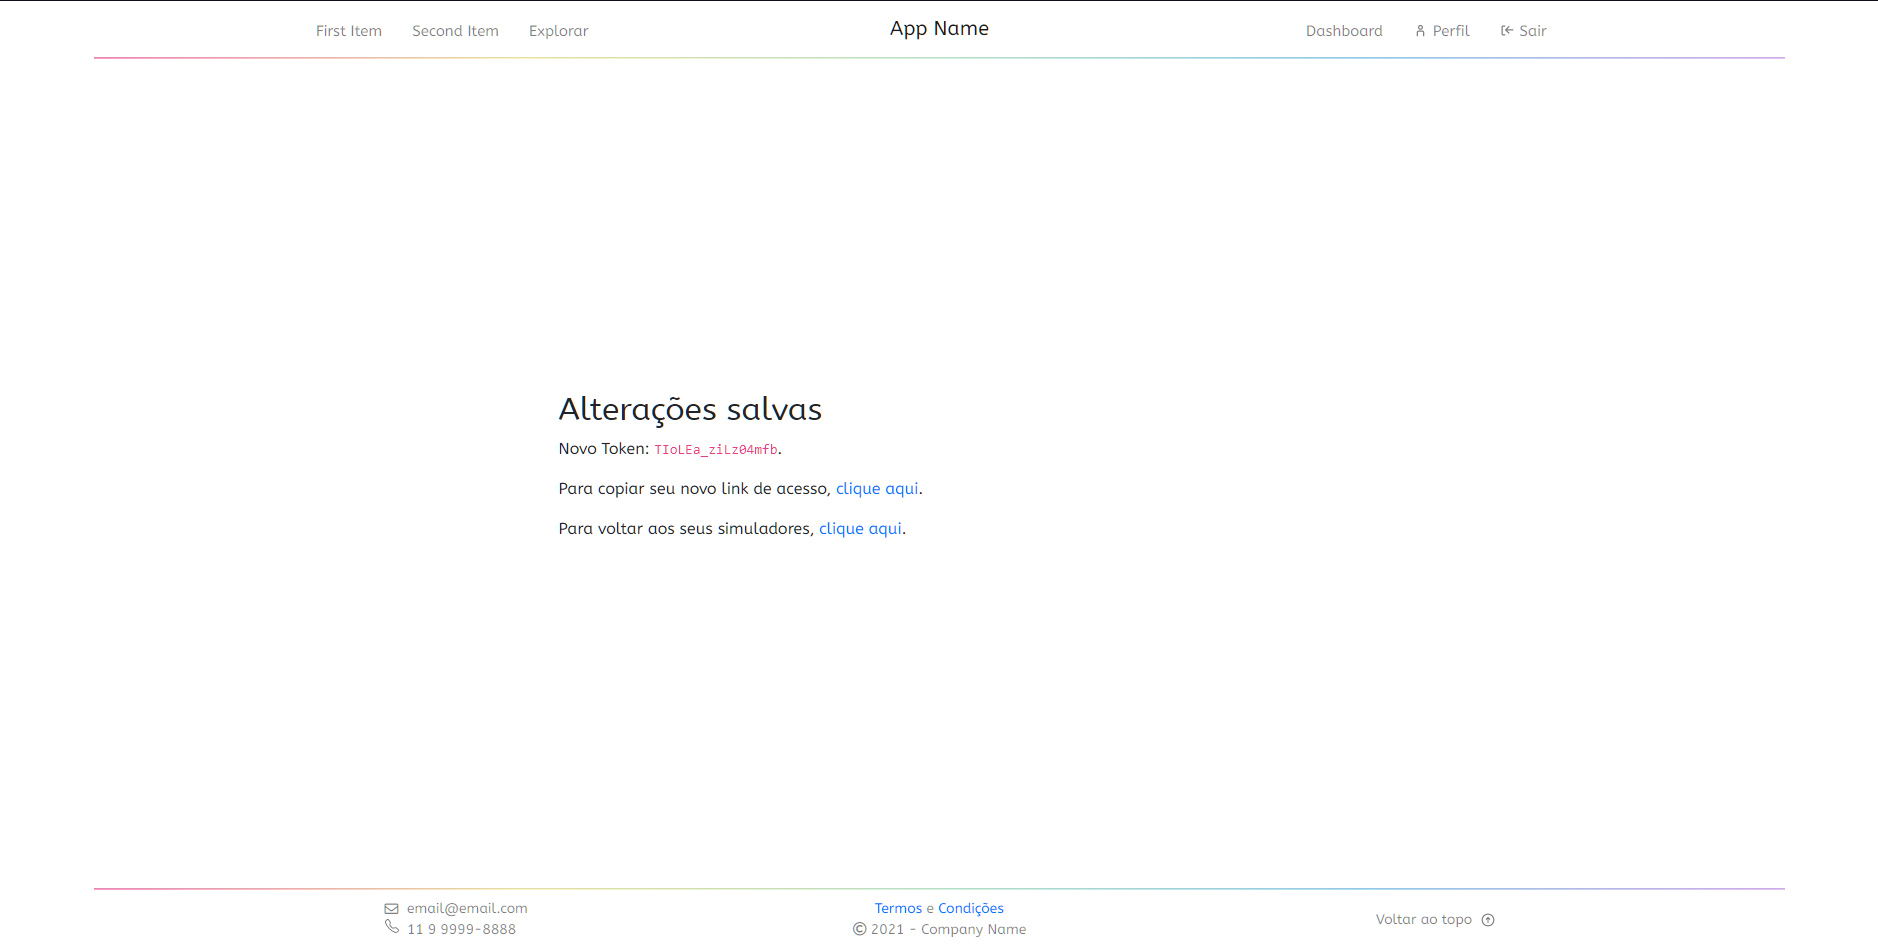 First Item Second Item Explorar App Name Dashboard Perfil Sair
Alterações salvas
Novo Token: TIoLEa_ziLz04mfb.
Para copiar seu novo link de acesso, clique aqui.
Para voltar aos seus simuladores, clique aqui.
email@email.com
11 9 9999-8888
Termos e Condições
© 2021 - Company Name
Voltar ao topo